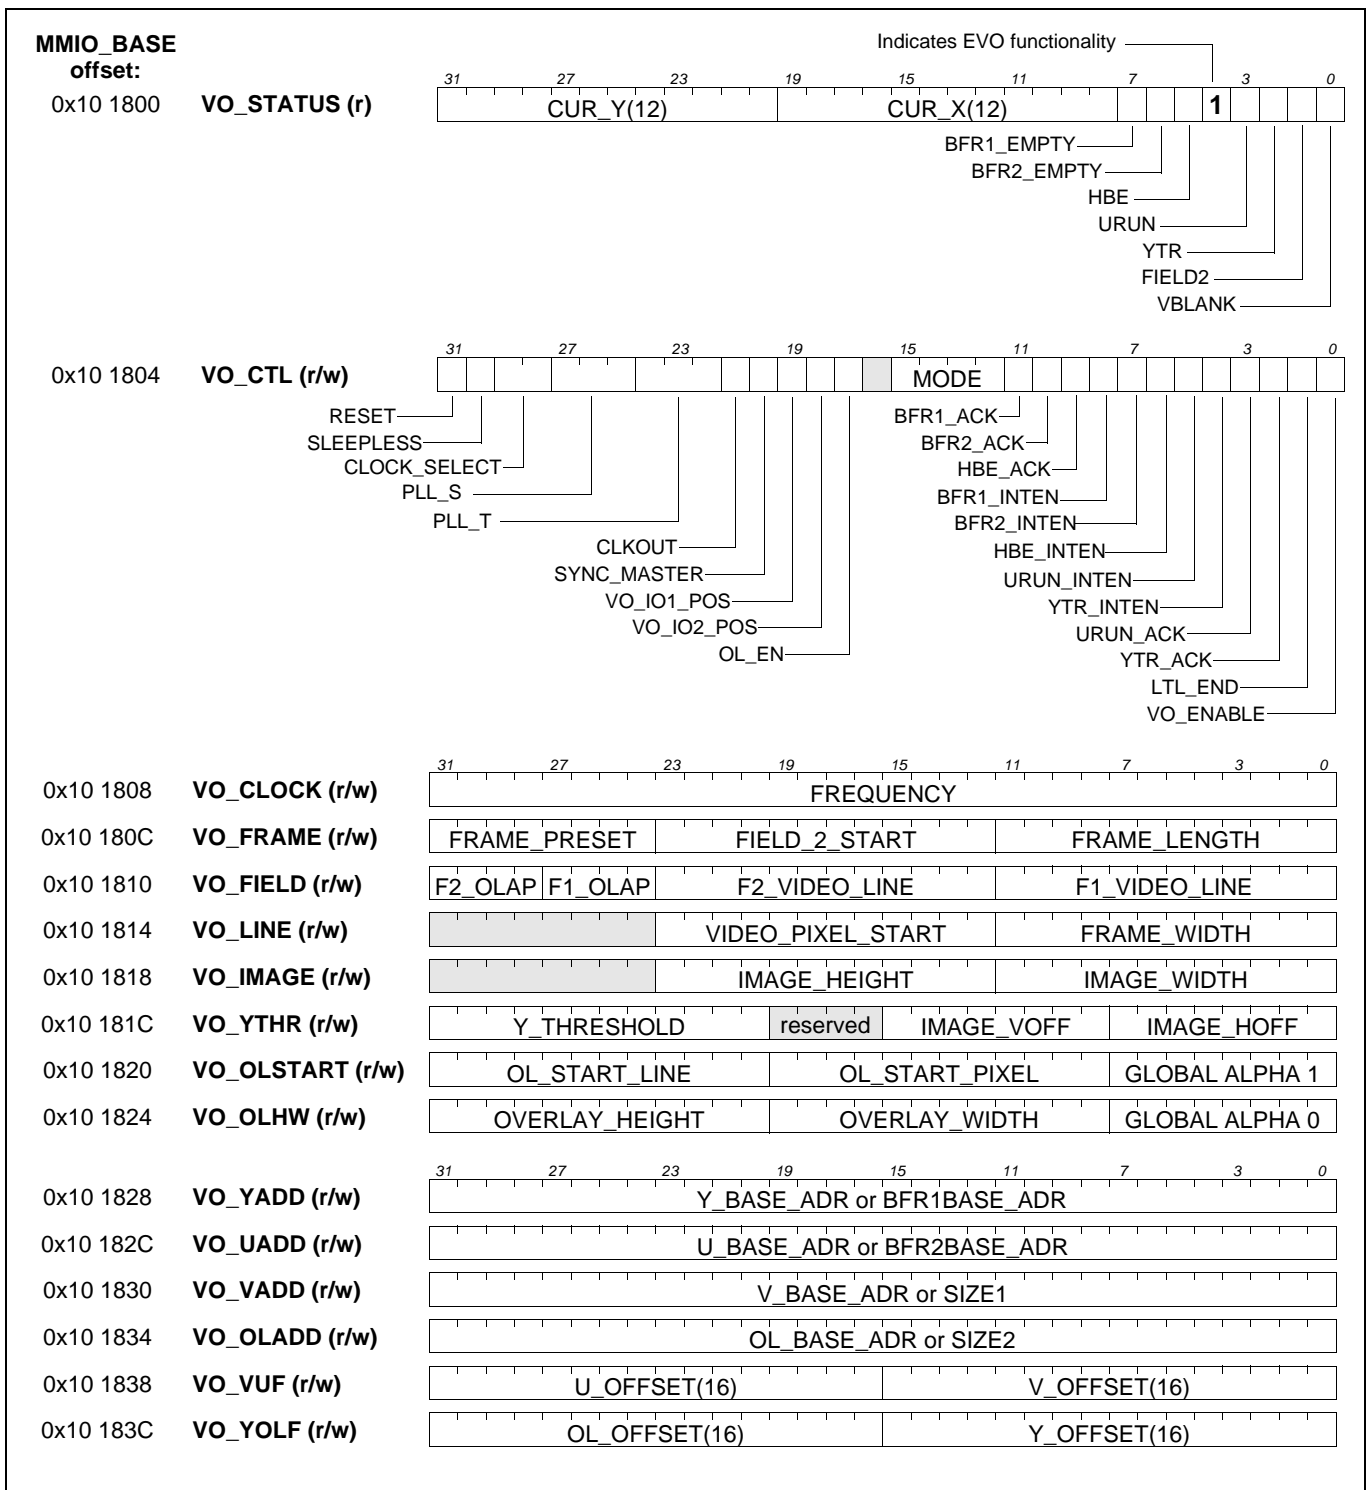 MMIO_BASE offset:
Indicates EVO functionality
31 27 23 19 15 11 7 3 0
0x10 1800 VO_STATUS (r) CUR_Y(12) CUR_X(12) 1
BFR1_EMPTY
BFR2_EMPTY
HBE
URUN
YTR
FIELD2
VBLANK
31 27 23 19 15 11 7 3 0
0x10 1804 VO_CTL (r/w) MODE
RESET
SLEEPLESS
CLOCK_SELECT
PLL_S
PLL_T
CLKOUT
SYNC_MASTER
VO_IO1_POS
VO_IO2_POS
OL_EN
BFR1_ACK
BFR2_ACK
HBE_ACK
BFR1_INTEN
BFR2_INTEN
HBE_INTEN
URUN_INTEN
YTR_INTEN
URUN_ACK
YTR_ACK
LTL_END
VO_ENABLE
31 27 23 19 15 11 7 3 0
0x10 1808 VO_CLOCK (r/w) FREQUENCY
0x10 180C VO_FRAME (r/w) FRAME_PRESET FIELD_2_START FRAME_LENGTH
0x10 1810 VO_FIELD (r/w) F2_OLAP F1_OLAP F2_VIDEO_LINE F1_VIDEO_LINE
0x10 1814 VO_LINE (r/w) VIDEO_PIXEL_START FRAME_WIDTH
0x10 1818 VO_IMAGE (r/w) IMAGE_HEIGHT IMAGE_WIDTH
0x10 181C VO_YTHR (r/w) Y_THRESHOLD reserved IMAGE_VOFF IMAGE_HOFF
0x10 1820 VO_OLSTART (r/w) OL_START_LINE OL_START_PIXEL GLOBAL ALPHA 1
0x10 1824 VO_OLHW (r/w) OVERLAY_HEIGHT OVERLAY_WIDTH GLOBAL ALPHA 0
31 27 23 19 15 11 7 3 0
0x10 1828 VO_YADD (r/w) Y_BASE_ADR or BFR1BASE_ADR
0x10 182C VO_UADD (r/w) U_BASE_ADR or BFR2BASE_ADR
0x10 1830 VO_VADD (r/w) V_BASE_ADR or SIZE1
0x10 1834 VO_OLADD (r/w) OL_BASE_ADR or SIZE2
0x10 1838 VO_VUF (r/w) U_OFFSET(16) V_OFFSET(16)
0x10 183C VO_YOLF (r/w) OL_OFFSET(16) Y_OFFSET(16)